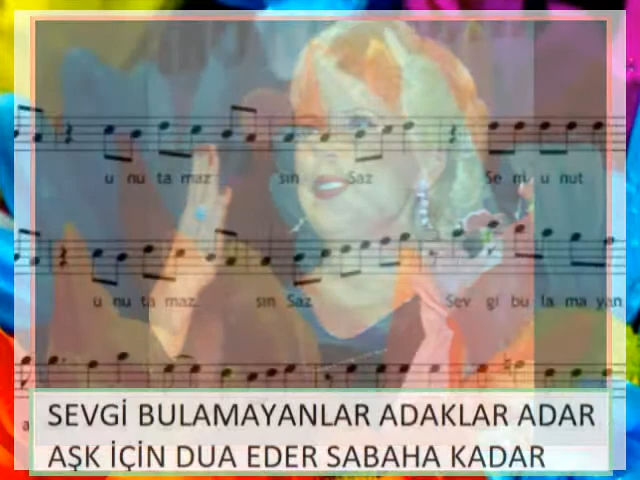 u nu ta maz sın Saz Se ni u nut
u nu ta maz sın Saz Sev gi bu la ma yan
SEVGİ BULAMAYANLAR ADAKLAR ADAR
AŞK İÇİN DUA EDER SABAHA KADAR